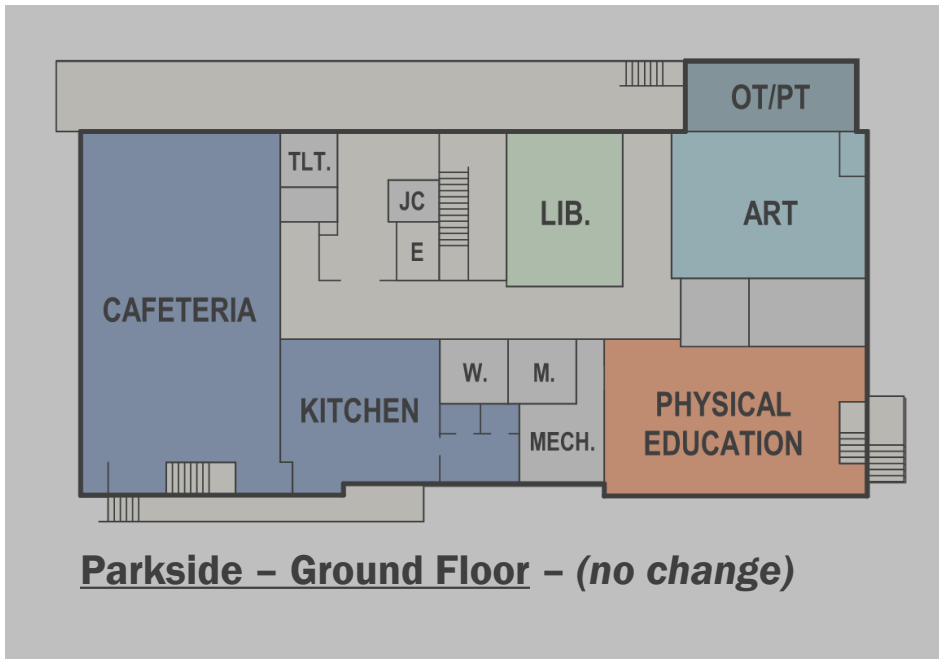 OT/PT
TLT.
JC
LIB.
ART
E
CAFETERIA
W.
M.
KITCHEN
PHYSICAL
EDUCATION
MECH.
Parkside – Ground Floor – (no change)